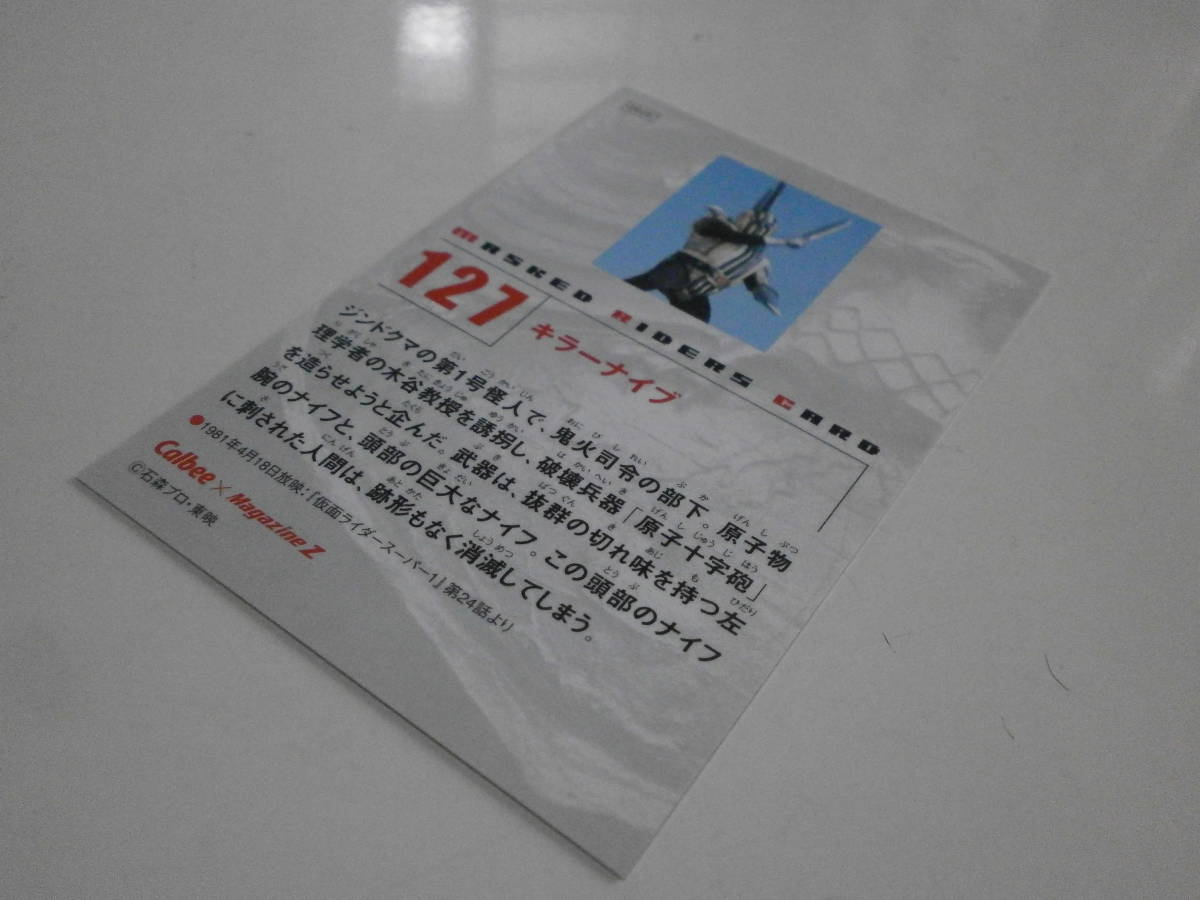 MASKED RIDERS CARD
127
キラーナイブ
ジンドクマの第1号怪人で、鬼火司令の部下。原子物
理学者の木谷教授を誘拐し、破壊兵器「原子十字砲」
を造らせようと企んだ。武器は、抜群の切れ味を持つ左
腕のナイフと、頭部の巨大なナイフ。この頭部のナイフ
に刺された人間は、跡形もなく消滅してしまう。
●1981年4月18日放映:『仮面ライダースーパー1』第24話より
Calbee×Magazine Z
©石森プロ・東映